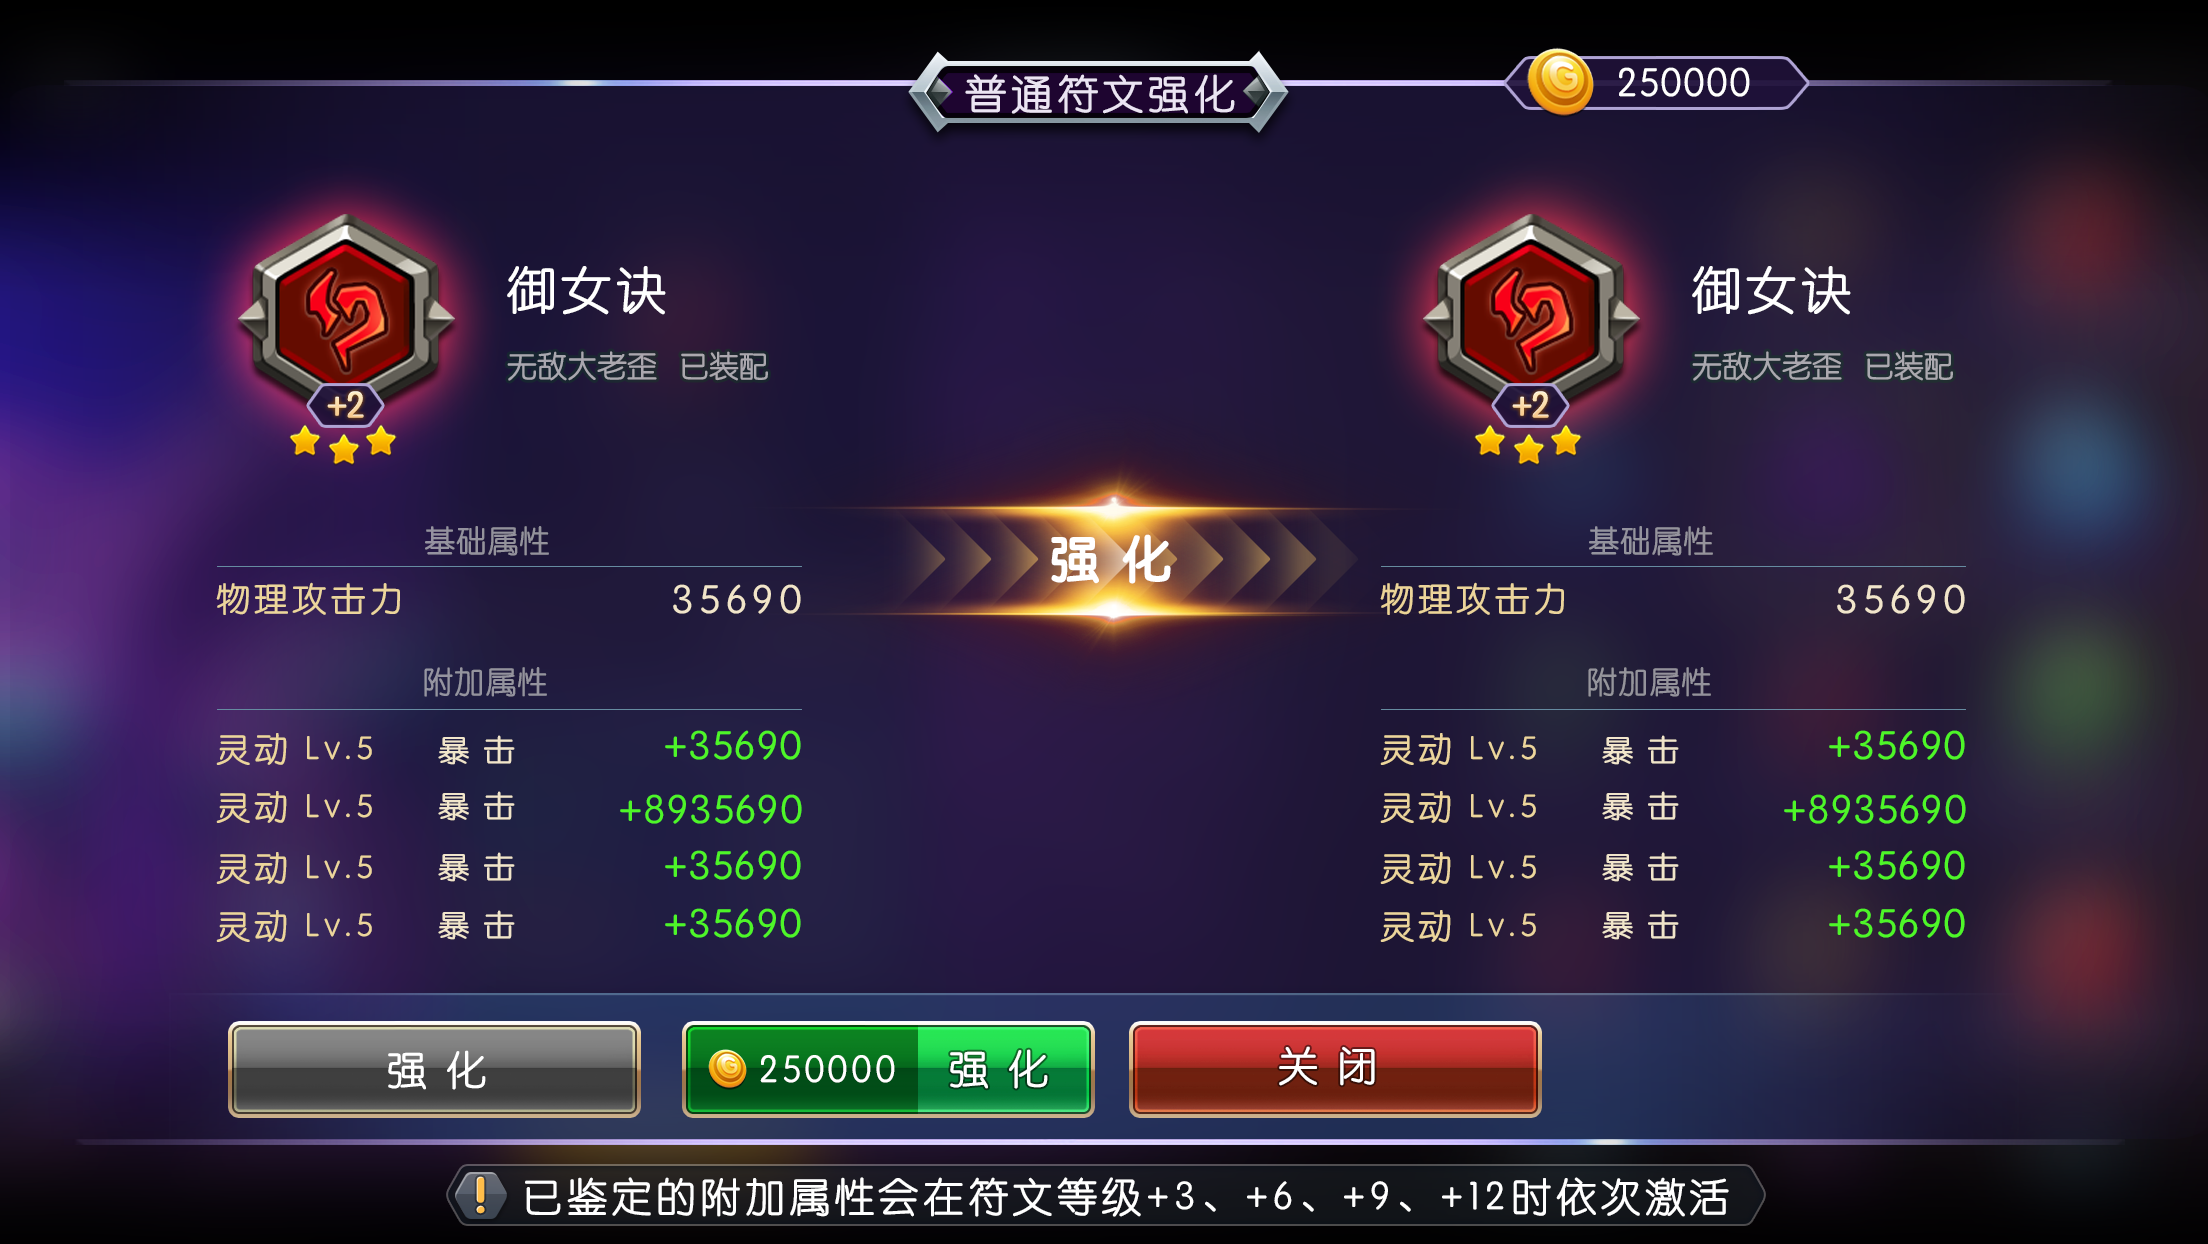 普通符文强化
250000
御女诀
无敌大老歪 已装配
+2
基础属性
物理攻击力 35690
附加属性
灵动 Lv.5 暴击 +35690
灵动 Lv.5 暴击 +8935690
灵动 Lv.5 暴击 +35690
灵动 Lv.5 暴击 +35690
强化
御女诀
无敌大老歪 已装配
+2
基础属性
物理攻击力 35690
附加属性
灵动 Lv.5 暴击 +35690
灵动 Lv.5 暴击 +8935690
灵动 Lv.5 暴击 +35690
灵动 Lv.5 暴击 +35690
强化
250000 强化
关闭
已鉴定的附加属性会在符文等级+3、+6、+9、+12时依次激活